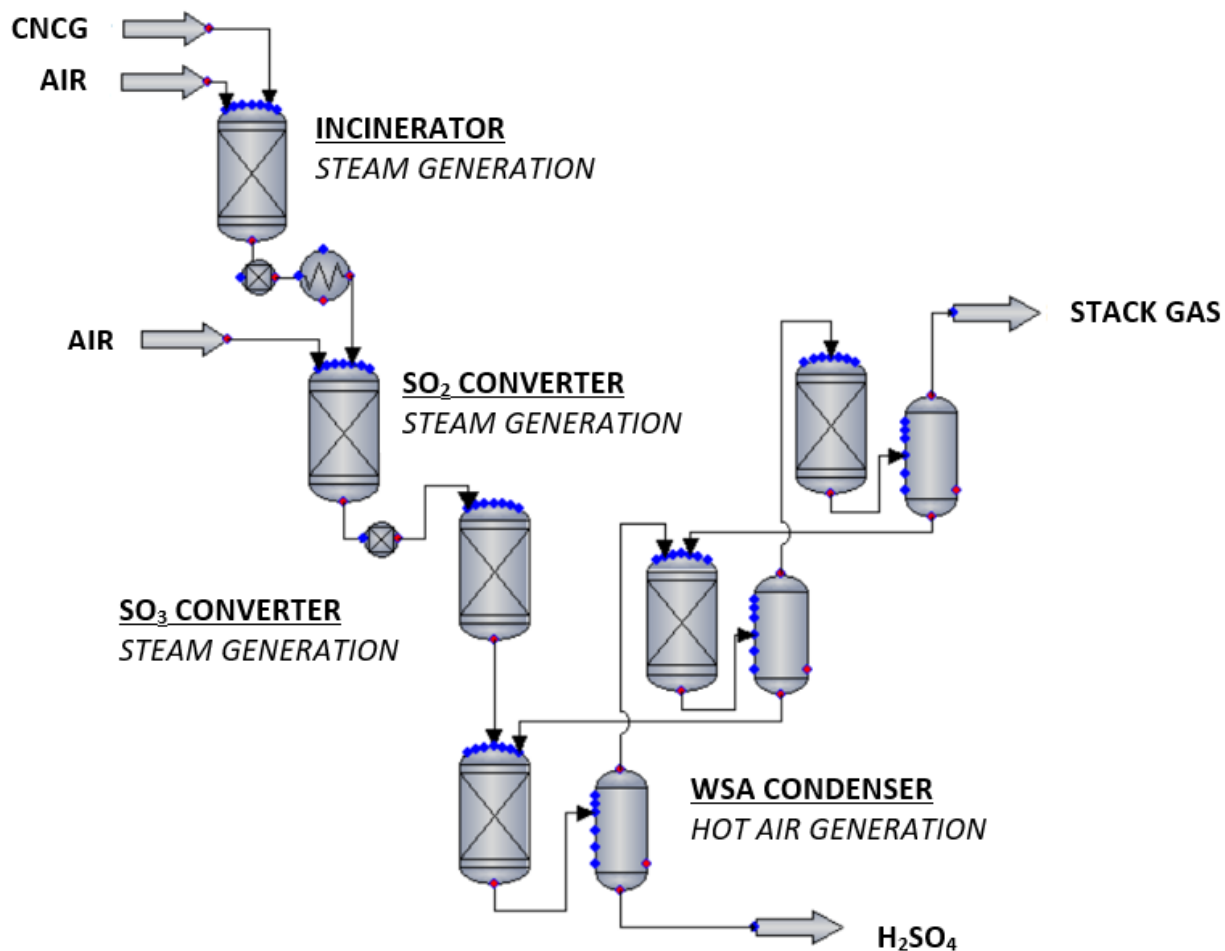 CNCG
AIR
INCINERATOR
STEAM GENERATION
AIR
STACK GAS
SO₂ CONVERTER
STEAM GENERATION
SO₃ CONVERTER
STEAM GENERATION
WSA CONDENSER
HOT AIR GENERATION
H₂SO₄